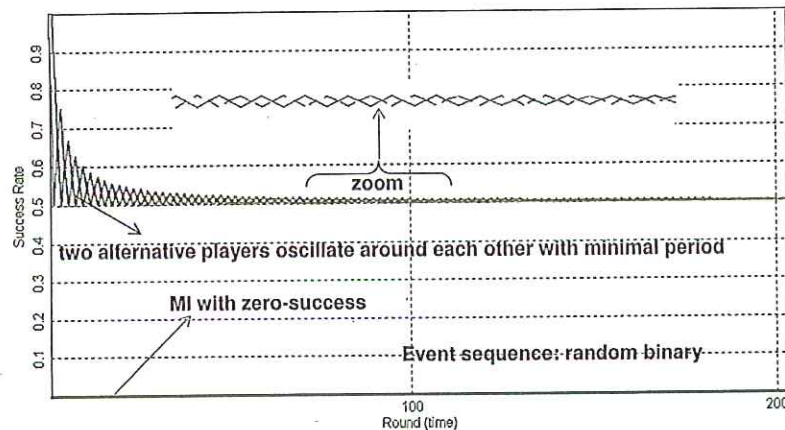 0.9
0.8
0.7
0.6
0.5
0.4
0.3
0.2
0.1
Success Rate
zoom
two alternative players oscillate around each other with minimal period
MI with zero-success
Event sequence: random binary
100
200
Round (time)